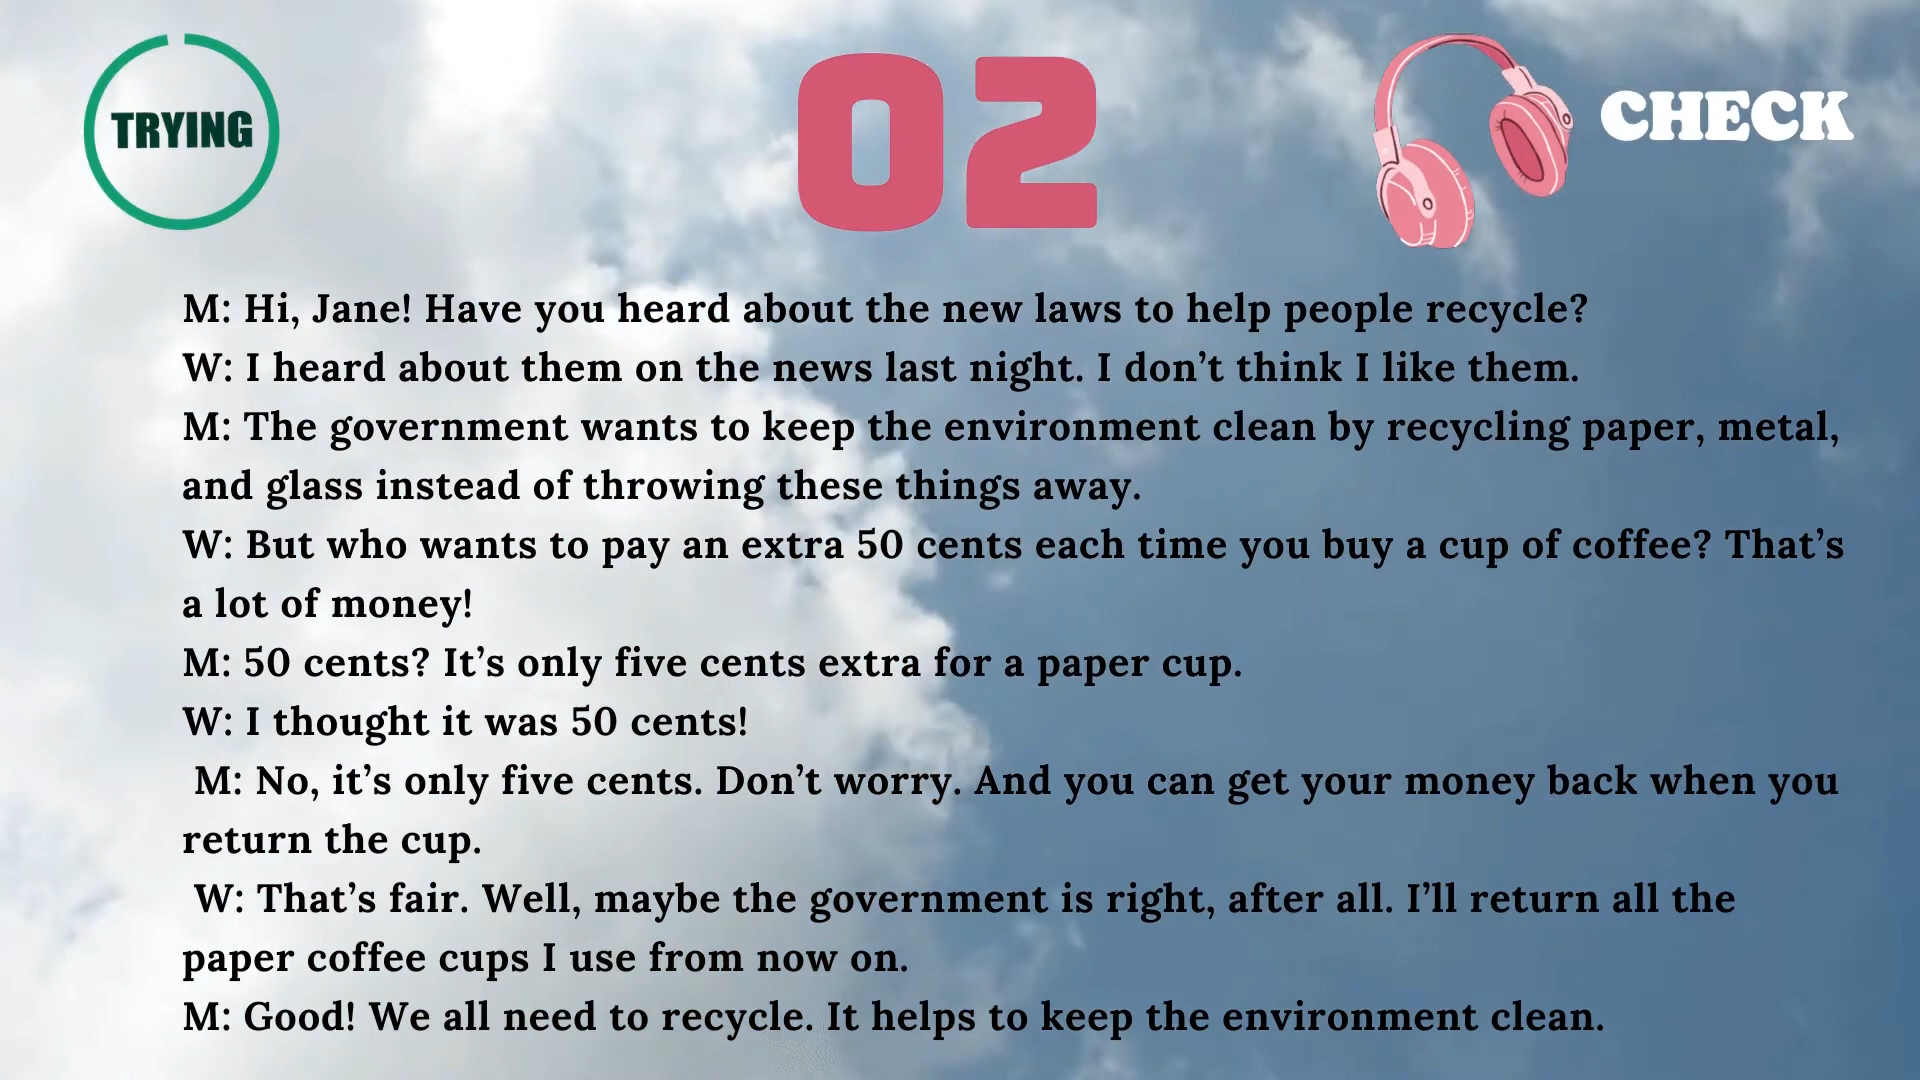 TRYING
02
CHECK
M: Hi, Jane! Have you heard about the new laws to help people recycle?
W: I heard about them on the news last night. I don’t think I like them.
M: The government wants to keep the environment clean by recycling paper, metal,
and glass instead of throwing these things away.
W: But who wants to pay an extra 50 cents each time you buy a cup of coffee? That’s
a lot of money!
M: 50 cents? It’s only five cents extra for a paper cup.
W: I thought it was 50 cents!
M: No, it’s only five cents. Don’t worry. And you can get your money back when you
return the cup.
W: That’s fair. Well, maybe the government is right, after all. I’ll return all the
paper coffee cups I use from now on.
M: Good! We all need to recycle. It helps to keep the environment clean.